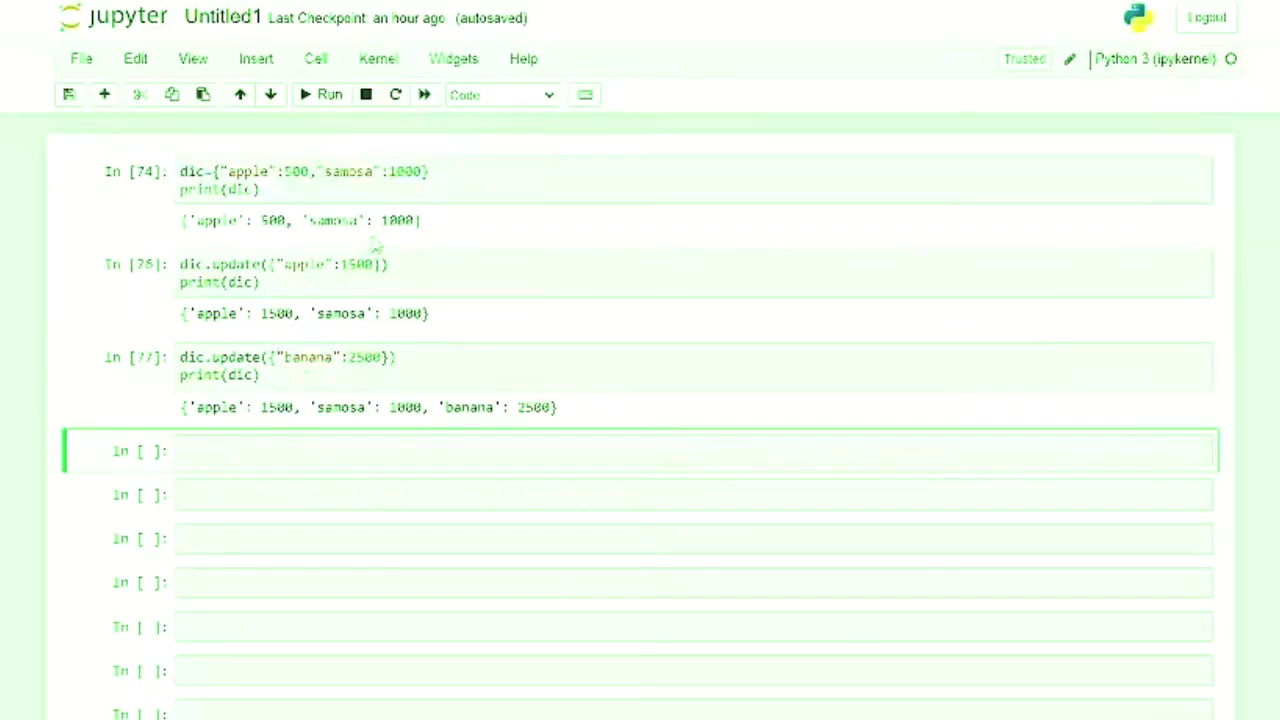 jupyter Untitled1 Last Checkpoint: an hour ago (autosaved) Logout
File Edit View Insert Cell Kernel Widgets Help Trusted Python 3 (ipykernel)
Run Code
In [74]: dic={"apple":500,"samosa":1000}
print(dic)
{'apple': 500, 'samosa': 1000}
In [76]: dic.update({"apple":1500})
print(dic)
{'apple': 1500, 'samosa': 1000}
In [77]: dic.update({"banana":2500})
print(dic)
{'apple': 1500, 'samosa': 1000, 'banana': 2500}
In [ ]:
In [ ]:
In [ ]:
In [ ]:
In [ ]:
In [ ]:
In [ ]: